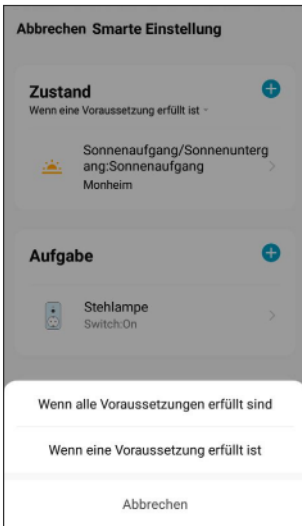 Abbrechen Smarte Einstellung
Zustand
Wenn eine Voraussetzung erfüllt ist
Sonnenaufgang/Sonnenunterg
ang:Sonnenaufgang
Monheim
Aufgabe
Stehlampe
Switch:On
Wenn alle Voraussetzungen erfüllt sind
Wenn eine Voraussetzung erfüllt ist
Abbrechen